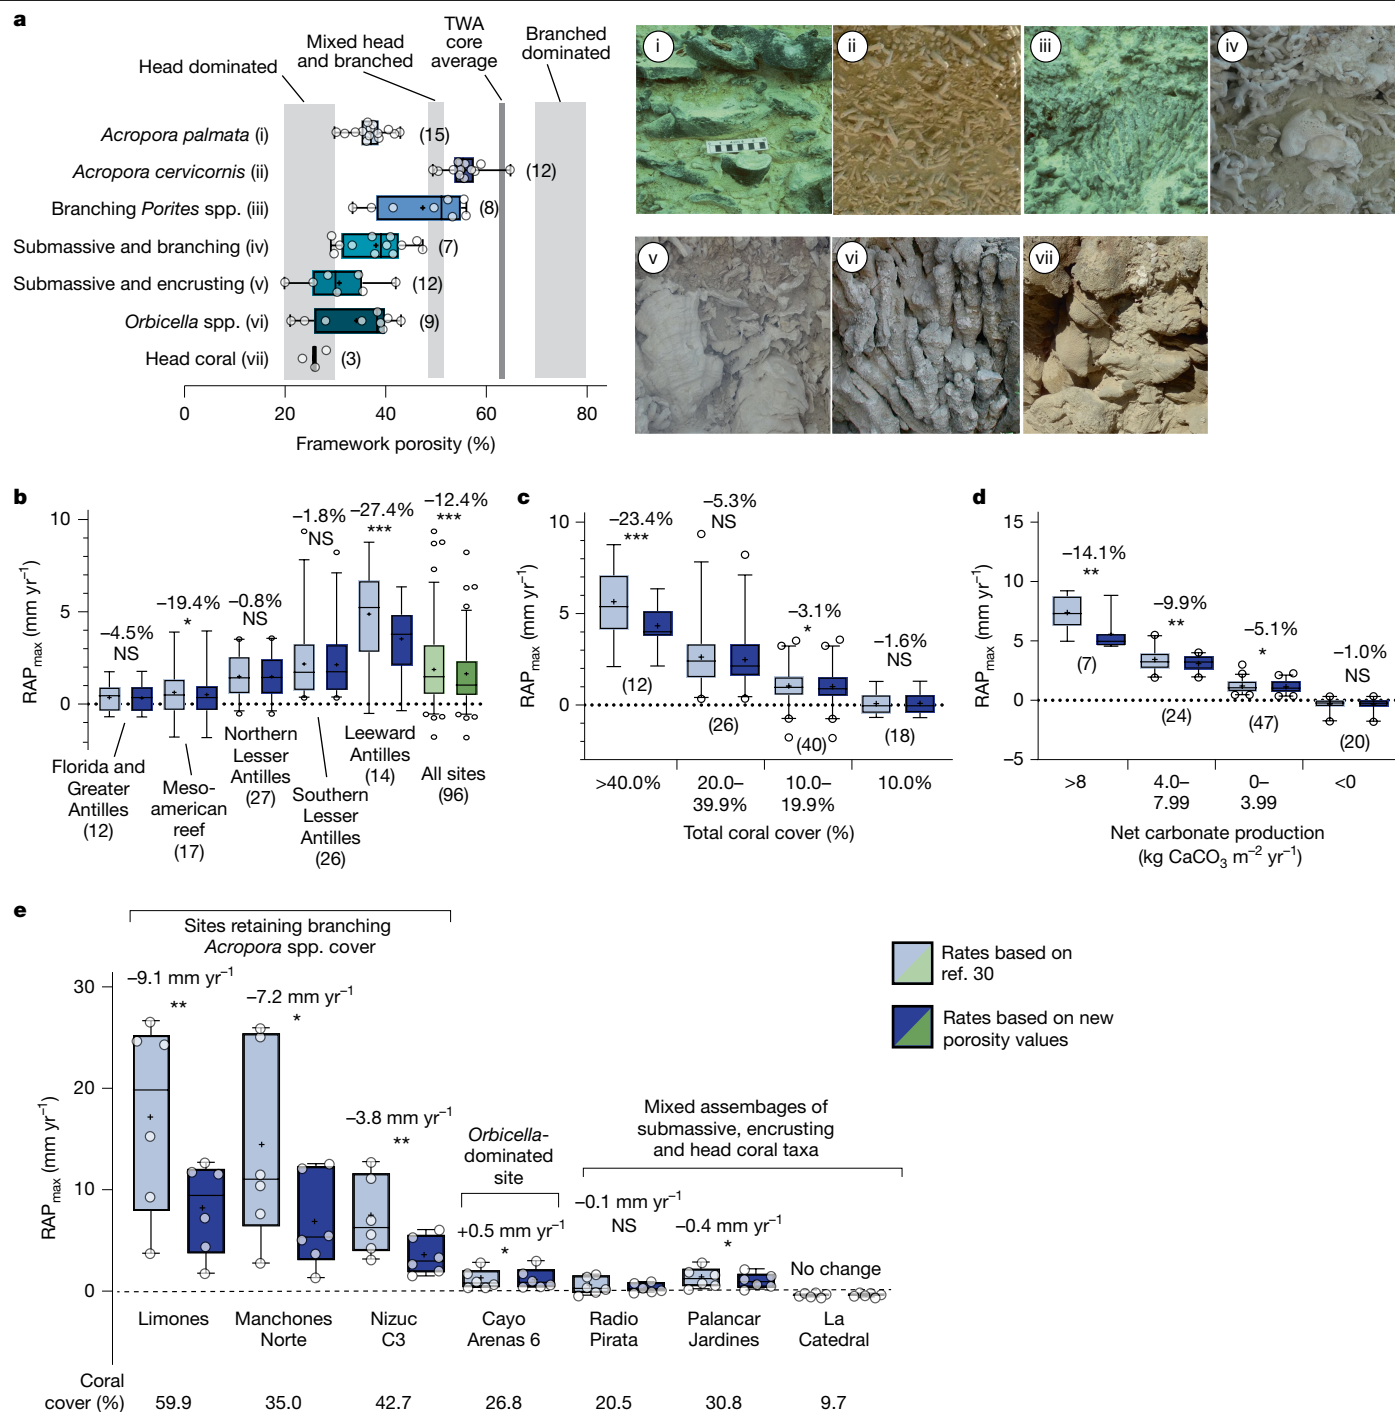 a
Head dominated
Mixed head
and branched
TWA
core
average
Branched
dominated
Acropora palmata (i)
(15)
Acropora cervicornis (ii)
(12)
Branching Porites spp. (iii)
(8)
Submassive and branching (iv)
(7)
Submassive and encrusting (v)
(12)
Orbicella spp. (vi)
(9)
Head coral (vii)
(3)
0 20 40 60 80
Framework porosity (%)
i
ii
iii
iv
v
vi
vii
b
RAPmax (mm yr−1)
10
5
0
−4.5%
NS
−19.4%
*
−0.8%
NS
−1.8%
NS
−27.4%
***
−12.4%
***
Florida and
Greater
Antilles
(12)
Meso-
american
reef
(17)
Northern
Lesser
Antilles
(27)
Southern
Lesser
Antilles
(26)
Leeward
Antilles
(14)
All sites
(96)
c
RAPmax (mm yr−1)
10
5
0
−23.4%
***
(12)
−5.3%
NS
(26)
−3.1%
*
(40)
−1.6%
NS
(18)
>40.0%
20.0–
39.9%
10.0–
19.9%
10.0%
Total coral cover (%)
d
RAPmax (mm yr−1)
15
10
5
0
−5
−14.1%
**
(7)
−9.9%
**
(24)
−5.1%
*
(47)
−1.0%
NS
(20)
>8
4.0–
7.99
0–
3.99
<0
Net carbonate production
(kg CaCO3 m−2 yr−1)
e
Sites retaining branching
Acropora spp. cover
RAPmax (mm yr−1)
30
20
10
0
−9.1 mm yr−1
**
−7.2 mm yr−1
*
−3.8 mm yr−1
**
Orbicella-
dominated
site
+0.5 mm yr−1
*
Mixed assembages of
submassive, encrusting
and head coral taxa
−0.1 mm yr−1
NS
−0.4 mm yr−1
*
No change
Rates based on
ref. 30
Rates based on new
porosity values
Limones
Manchones
Norte
Nizuc
C3
Cayo
Arenas 6
Radio
Pirata
Palancar
Jardines
La
Catedral
Coral
cover (%)
59.9 35.0 42.7 26.8 20.5 30.8 9.7